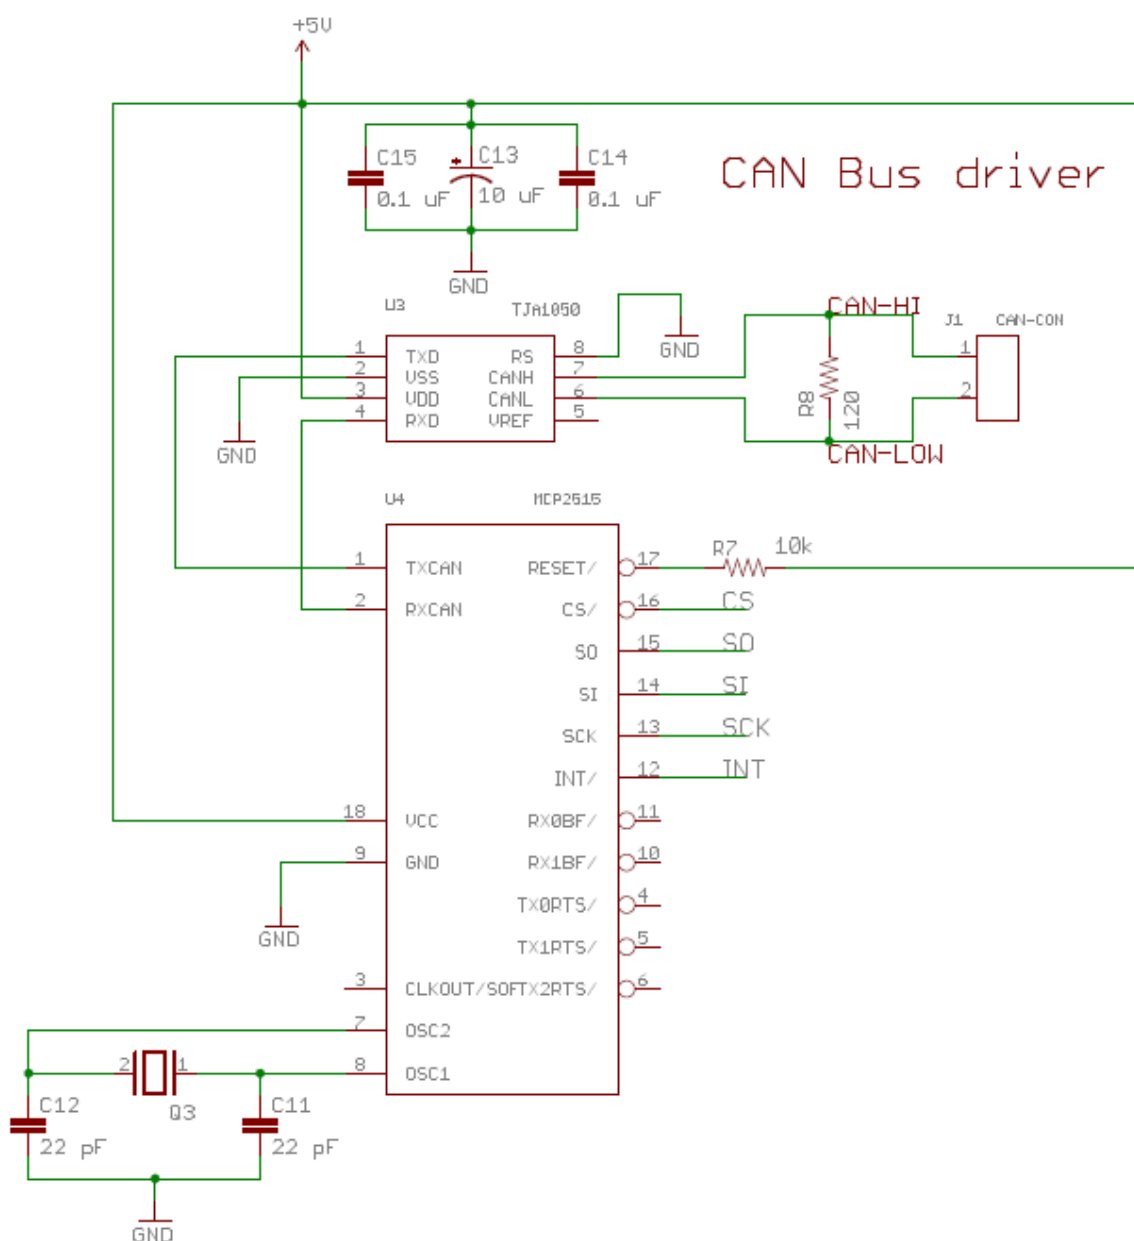 +5V
C15
0.1 uF
C13
10 uF
C14
0.1 uF
CAN Bus driver
GND
U3
TJA1050
1 TXD RS 8
2 VSS CANH 7
3 VDD CANL 6
4 RXD VREF 5
GND
GND
CAN-HI
R8
120
CAN-LOW
J1 CAN-CON
1
2
U4
MCP2515
1 TXCAN RESET/ 17
R7 10k
2 RXCAN CS/ 16 CS
SO 15 SO
SI 14 SI
SCK 13 SCK
INT/ 12 INT
18 VCC RX0BF/ 11
9 GND RX1BF/ 10
TX0RTS/ 4
GND
TX1RTS/ 5
3 CLKOUT/SOFTX2RTS/ 6
7 OSC2
8 OSC1
2 1
Q3
C12
22 pF
C11
22 pF
GND